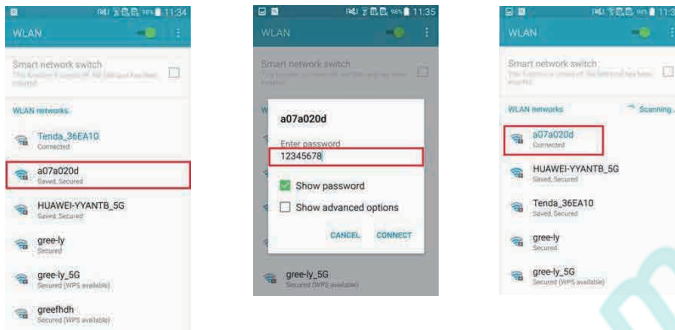 11:34
WLAN
Smart network switch
WLAN networks
Tenda_36EA10
Connected
a07a020d
Saved, Secured
HUAWEI-YYANTB_5G
Saved, Secured
gree-ly
Secured
gree-ly_5G
Secured (WPS available)
greefhdh
Secured (WPS available)
98% 11:35
WLAN
Smart network switch
a07a020d
Enter password
12345678
Show password
Show advanced options
CANCEL
CONNECT
gree-ly_5G
Secured (WPS available)
WLAN
Smart network switch
WLAN networks
Scanning...
a07a020d
Connected
HUAWEI-YYANTB_5G
Saved, Secured
Tenda_36EA10
Saved, Secured
gree-ly
Secured
gree-ly_5G
Secured (WPS available)